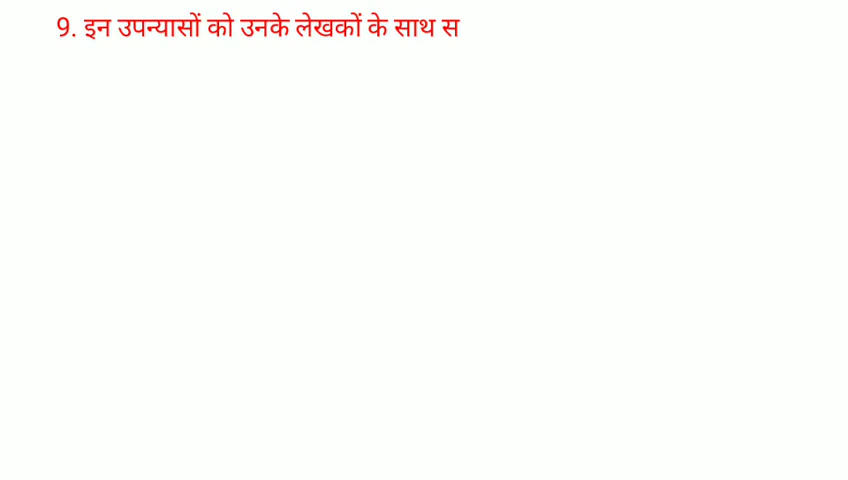 9. इन उपन्यासों को उनके लेखकों के साथ स